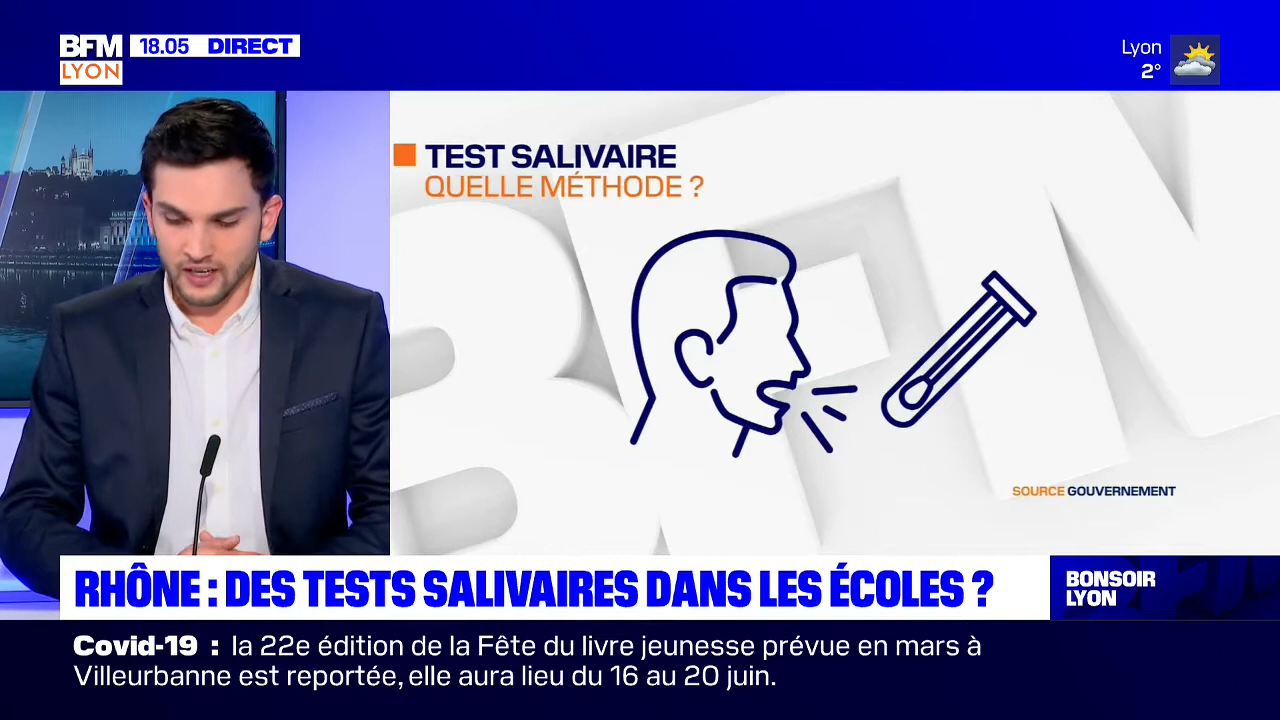 BFM
LYON
18.05 DIRECT
Lyon
2°
TEST SALIVAIRE
QUELLE MÉTHODE ?
SOURCE GOUVERNEMENT
RHÔNE : DES TESTS SALIVAIRES DANS LES ÉCOLES ?
BONSOIR
LYON
Covid-19 : la 22e édition de la Fête du livre jeunesse prévue en mars à
Villeurbanne est reportée, elle aura lieu du 16 au 20 juin.